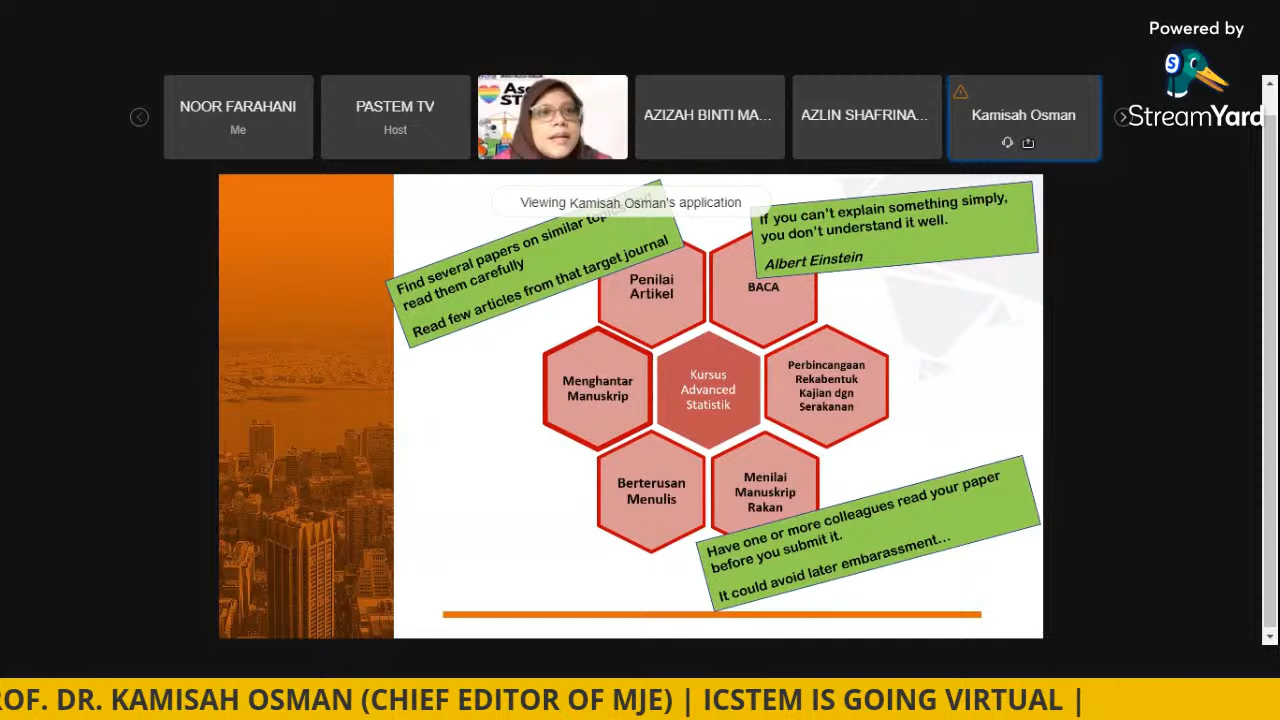 Powered by
S
StreamYard
NOOR FARAHANI
Me
PASTEM TV
Host
AZIZAH BINTI MA...
AZLIN SHAFRINA...
Kamisah Osman
Viewing Kamisah Osman's application
Find several papers on similar
read them carefully
Read few articles from that target journal
If you can't explain something simply,
you don't understand it well.
Albert Einstein
Penilai
Artikel
BACA
Menghantar
Manuskrip
Kursus
Advanced
Statistik
Perbincangaan
Rekabentuk
Kajian dgn
Serakanan
Berterusan
Menulis
Menilai
Manuskrip
Rakan
Have one or more colleagues read your paper
before you submit it.
It could avoid later embarassment...
ROF. DR. KAMISAH OSMAN (CHIEF EDITOR OF MJE) | ICSTEM IS GOING VIRTUAL |